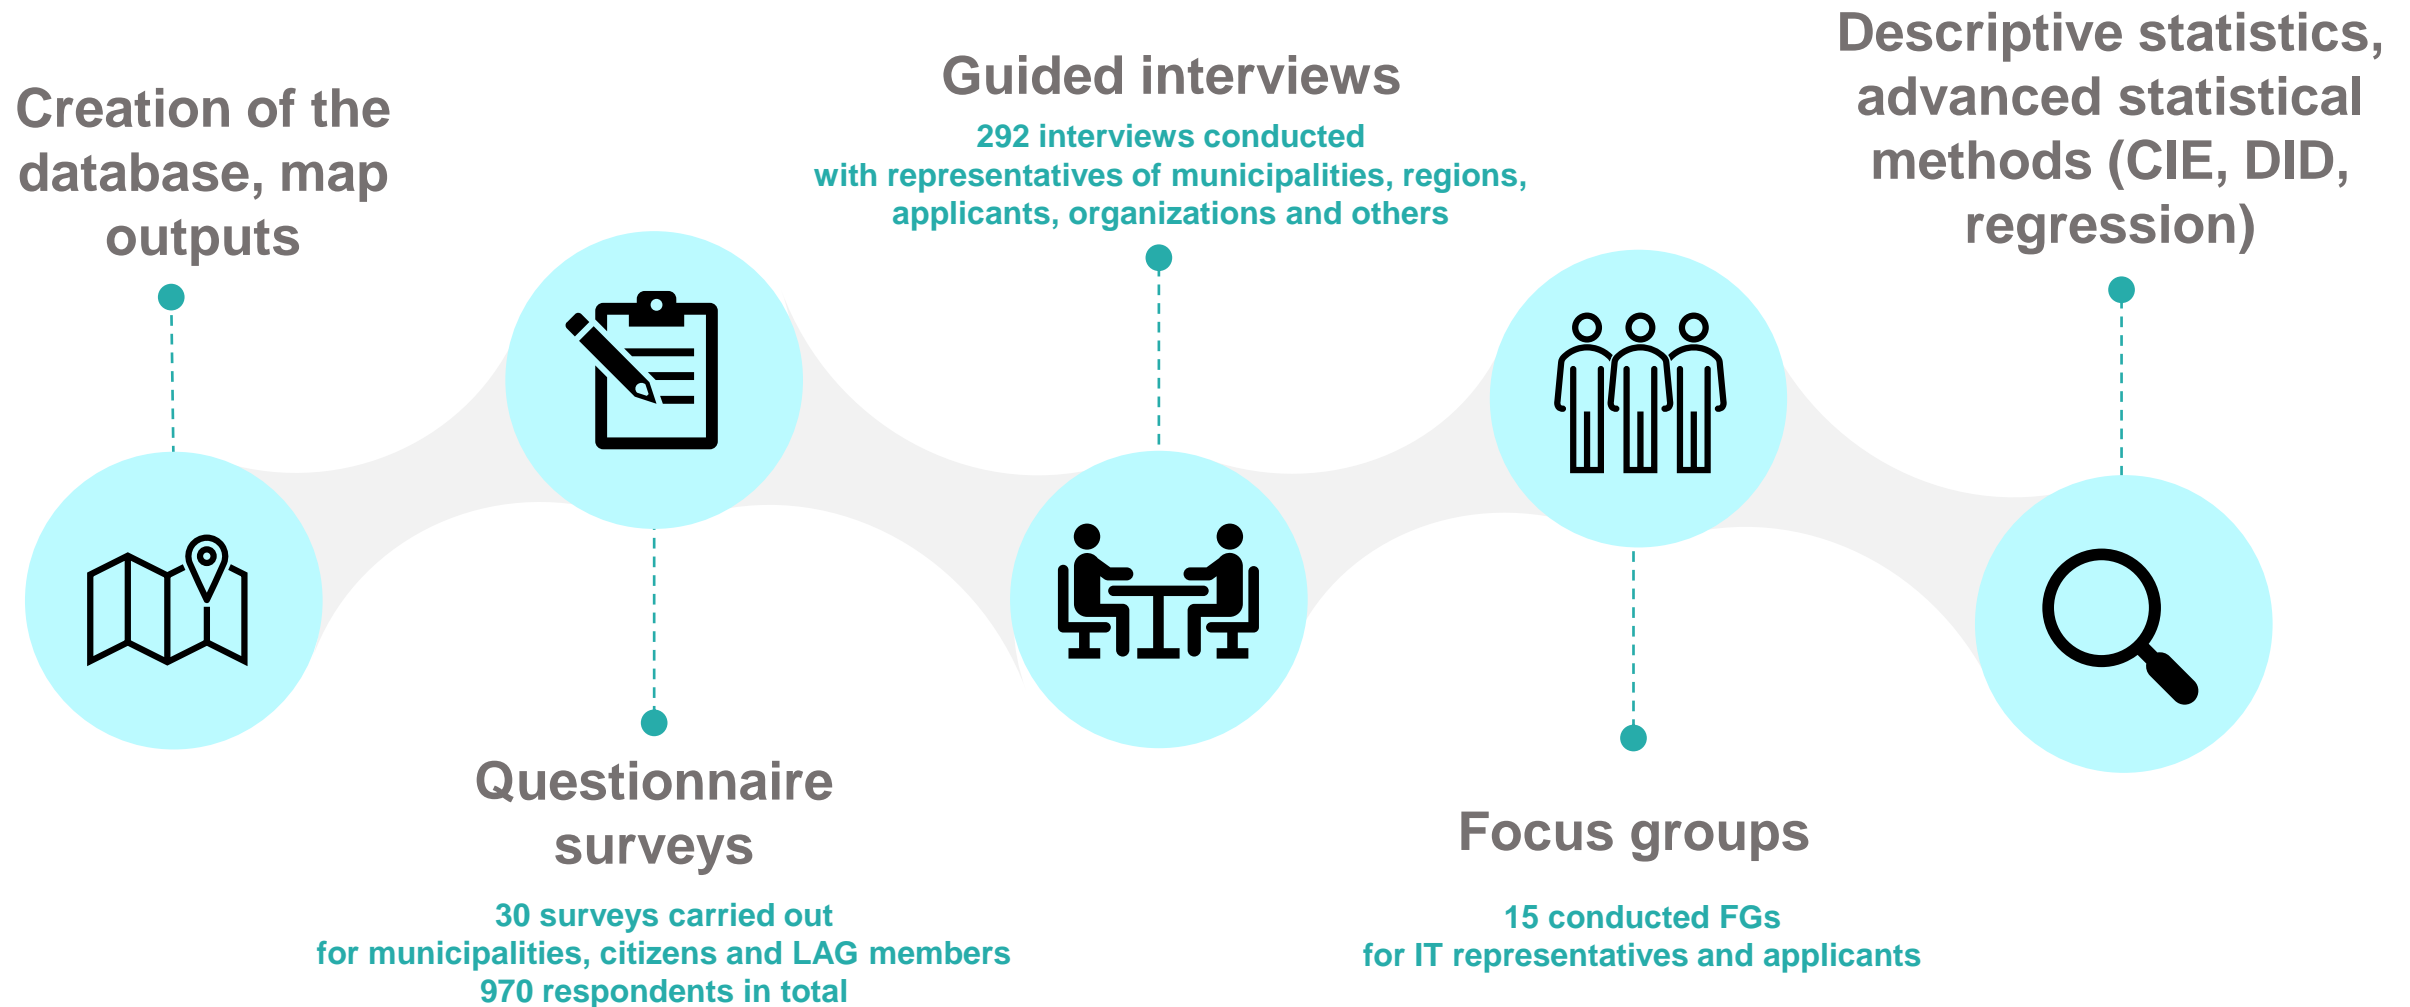 Creation of the
database, map
outputs
Questionnaire
surveys
30 surveys carried out
for municipalities, citizens and LAG members
970 respondents in total
Guided interviews
292 interviews conducted
with representatives of municipalities, regions,
applicants, organizations and others
Focus groups
15 conducted FGs
for IT representatives and applicants
Descriptive statistics,
advanced statistical
methods (CIE, DID,
regression)